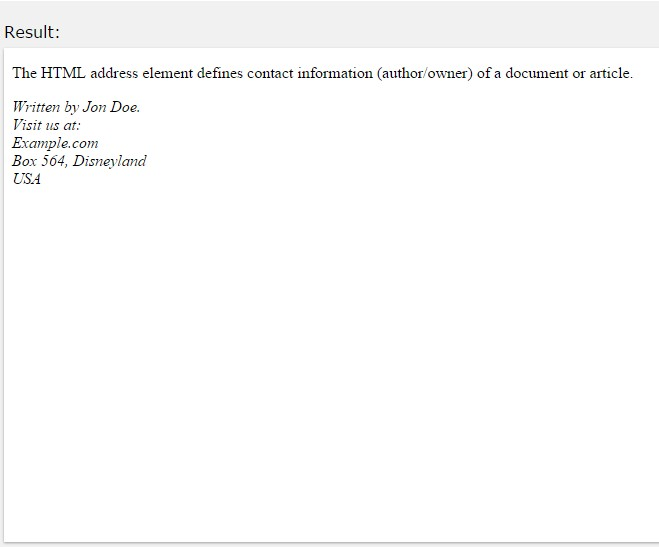 Result:
The HTML address element defines contact information (author/owner) of a document or article.
Written by Jon Doe.
Visit us at:
Example.com
Box 564, Disneyland
USA